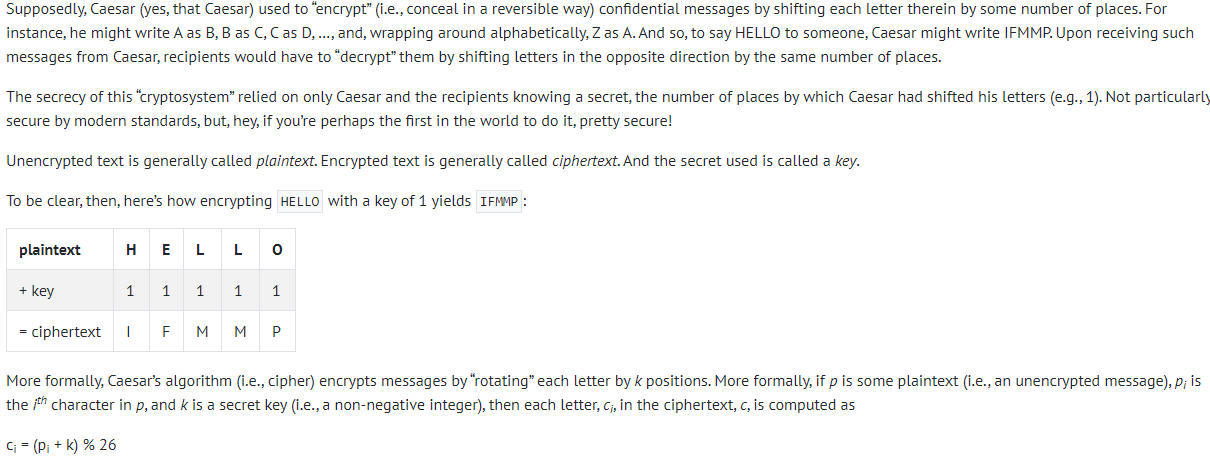 Supposedly, Caesar (yes, that Caesar) used to “encrypt” (i.e., conceal in a reversible way) confidential messages by shifting each letter therein by some number of places. For
instance, he might write A as B, B as C, C as D, …, and, wrapping around alphabetically, Z as A. And so, to say HELLO to someone, Caesar might write IFMMP. Upon receiving such
messages from Caesar, recipients would have to “decrypt” them by shifting letters in the opposite direction by the same number of places.
The secrecy of this “cryptosystem” relied on only Caesar and the recipients knowing a secret, the number of places by which Caesar had shifted his letters (e.g., 1). Not particularly
secure by modern standards, but, hey, if you’re perhaps the first in the world to do it, pretty secure!
Unencrypted text is generally called plaintext. Encrypted text is generally called ciphertext. And the secret used is called a key.
To be clear, then, here’s how encrypting HELLO with a key of 1 yields IFMMP:
plaintext H E L L O
+ key 1 1 1 1 1
= ciphertext I F M M P
More formally, Caesar’s algorithm (i.e., cipher) encrypts messages by “rotating” each letter by k positions. More formally, if p is some plaintext (i.e., an unencrypted message), pi is
the ith character in p, and k is a secret key (i.e., a non-negative integer), then each letter, ci, in the ciphertext, c, is computed as
ci = (pi + k) % 26